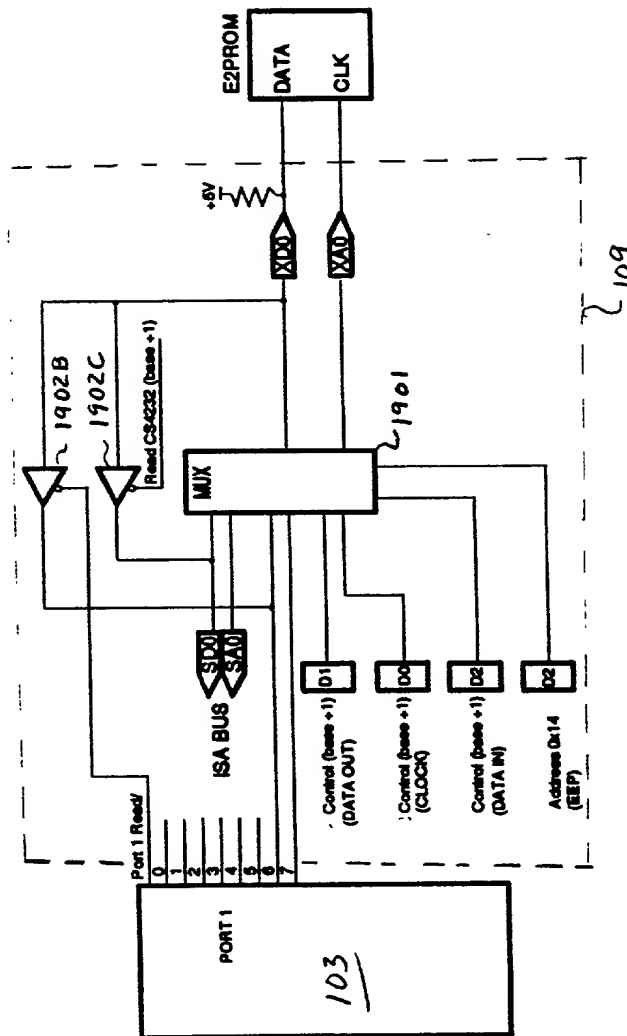 E2PROM
DATA
CLK
+5V
XD0
XA0
109
1902B
1902C
Read CS4232 (base +1)
MUX
1901
SD0
SA0
ISA BUS
D1
Control (base +1)
(DATA OUT)
D0
Control (base +1)
(CLOCK)
D2
Control (base +1)
(DATA IN)
D2
Address 0x14
(EEP)
Port 1 Read/
0
1
2
3
4
5
6
7
PORT 1
103